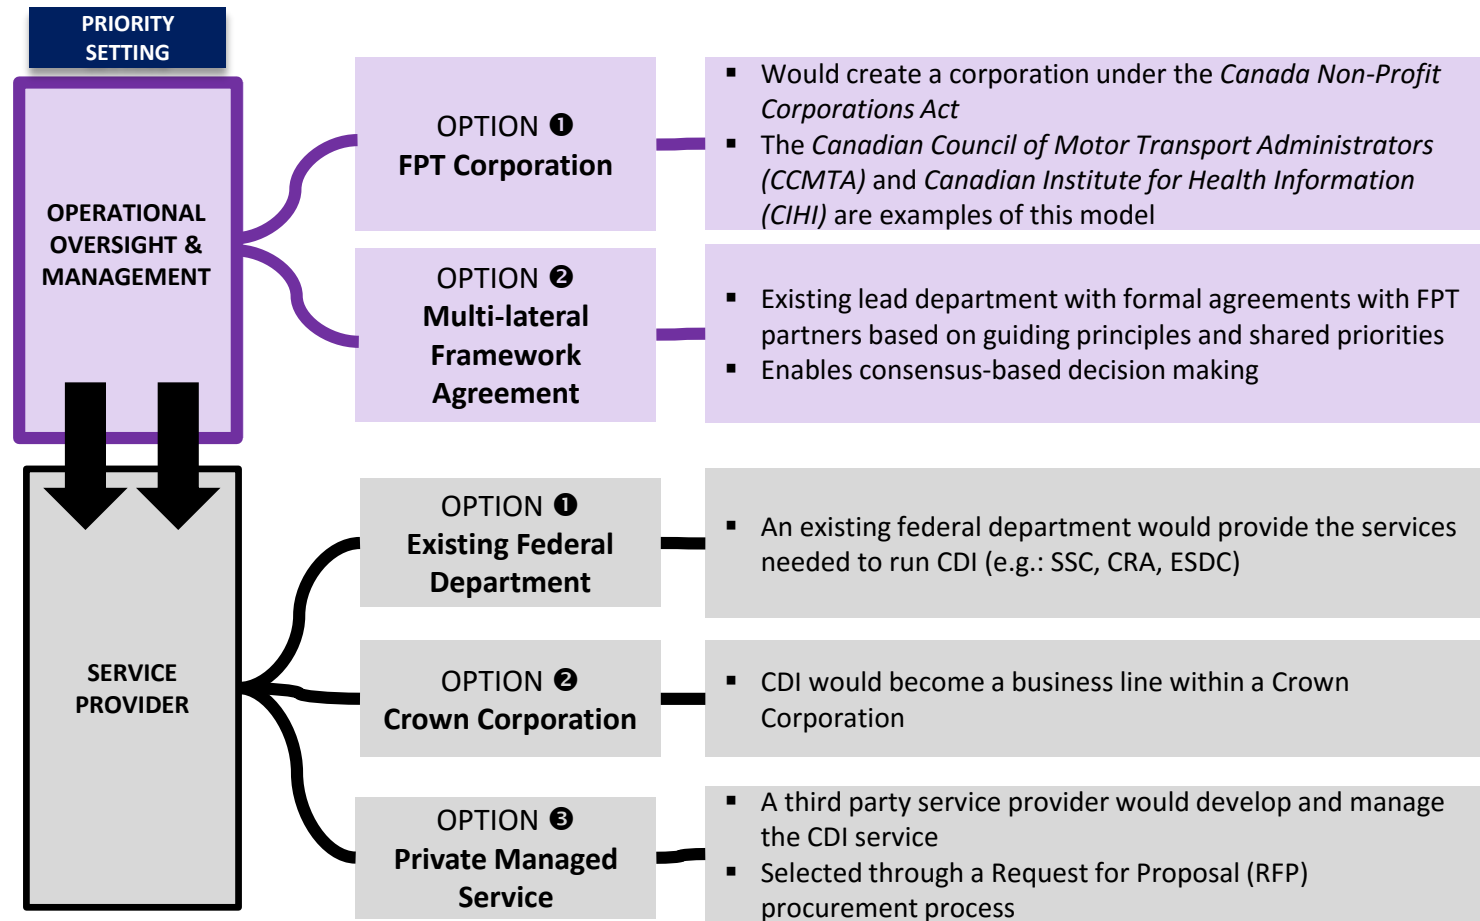 PRIORITY
SETTING
OPERATIONAL
OVERSIGHT &
MANAGEMENT
OPTION ❶
FPT Corporation
▪ Would create a corporation under the Canada Non-Profit
Corporations Act
▪ The Canadian Council of Motor Transport Administrators
(CCMTA) and Canadian Institute for Health Information
(CIHI) are examples of this model
OPTION ❷
Multi-lateral
Framework
Agreement
▪ Existing lead department with formal agreements with FPT
partners based on guiding principles and shared priorities
▪ Enables consensus-based decision making
SERVICE
PROVIDER
OPTION ❶
Existing Federal
Department
▪ An existing federal department would provide the services
needed to run CDI (e.g.: SSC, CRA, ESDC)
OPTION ❷
Crown Corporation
▪ CDI would become a business line within a Crown
Corporation
OPTION ❸
Private Managed
Service
▪ A third party service provider would develop and manage
the CDI service
▪ Selected through a Request for Proposal (RFP)
procurement process